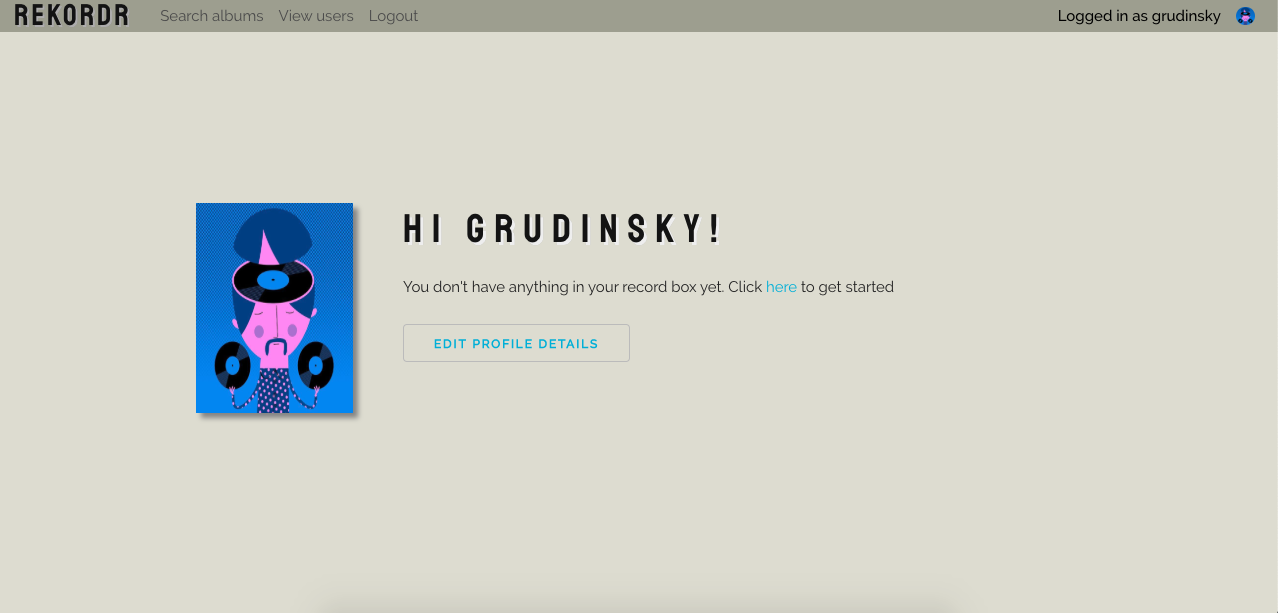 REKORDR Search albums View users Logout Logged in as grudinsky
HI GRUDINSKY!
You don't have anything in your record box yet. Click here to get started
EDIT PROFILE DETAILS